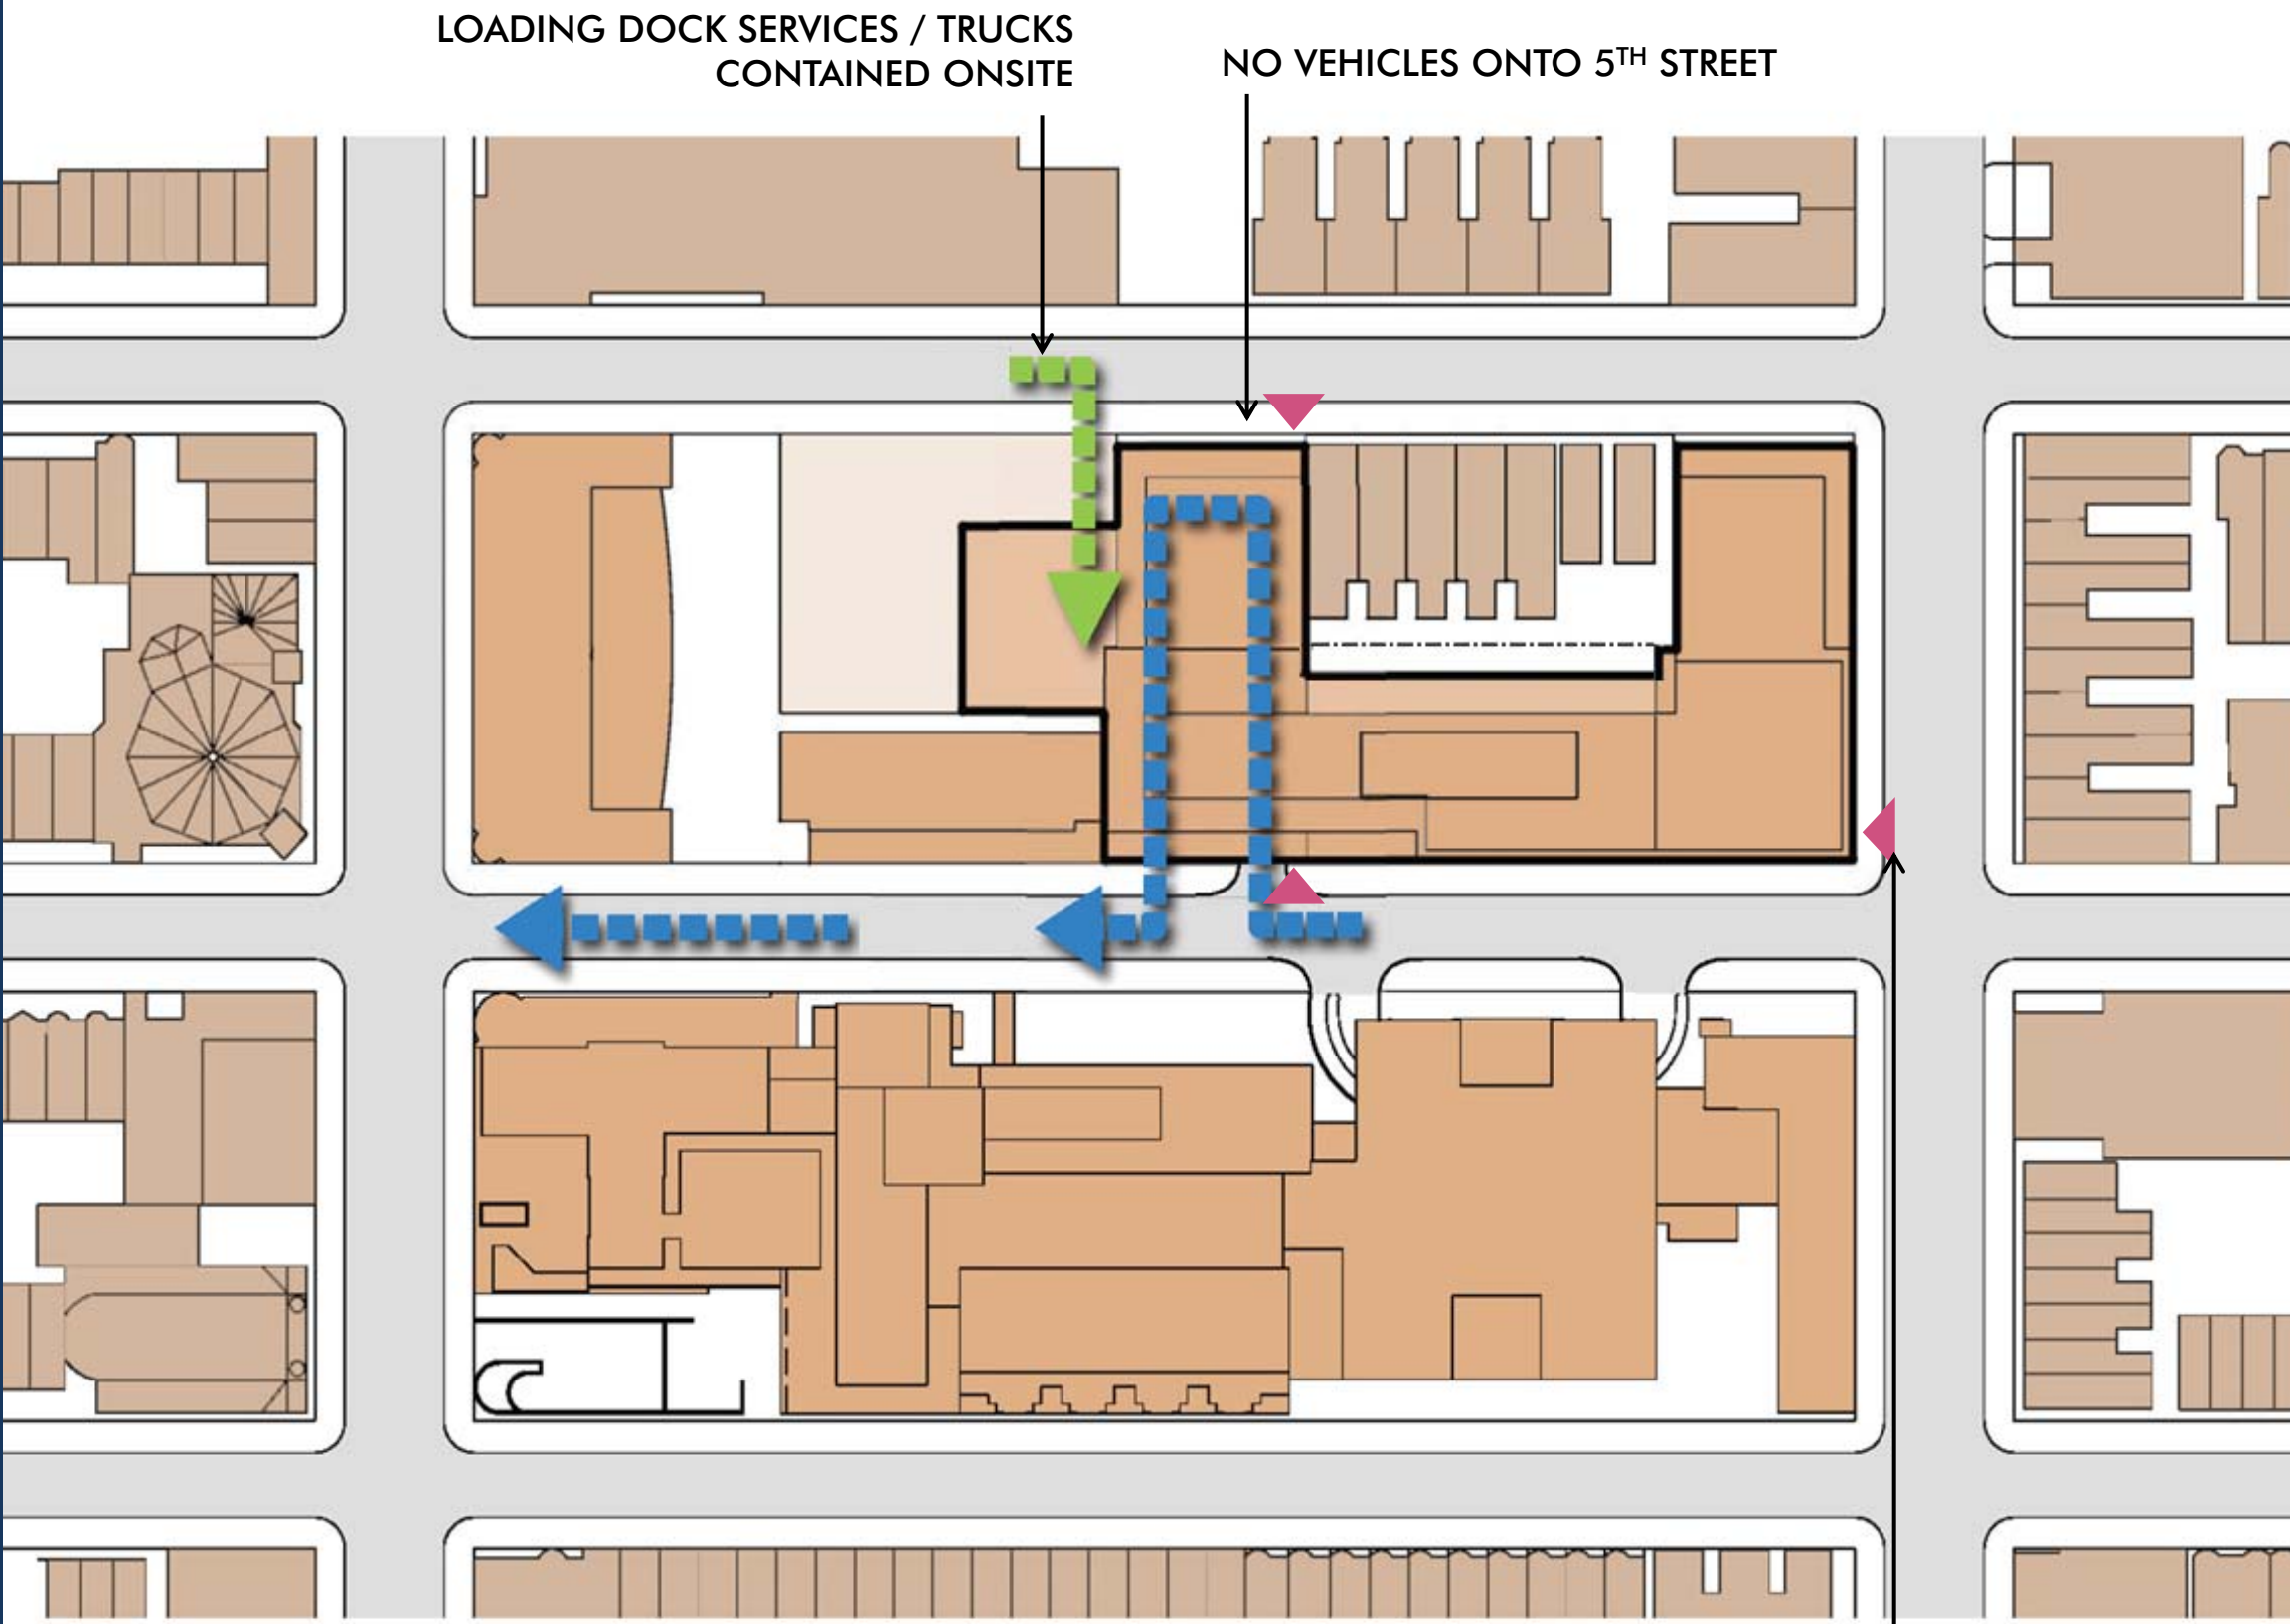 LOADING DOCK SERVICES / TRUCKS
CONTAINED ONSITE
NO VEHICLES ONTO 5TH STREET